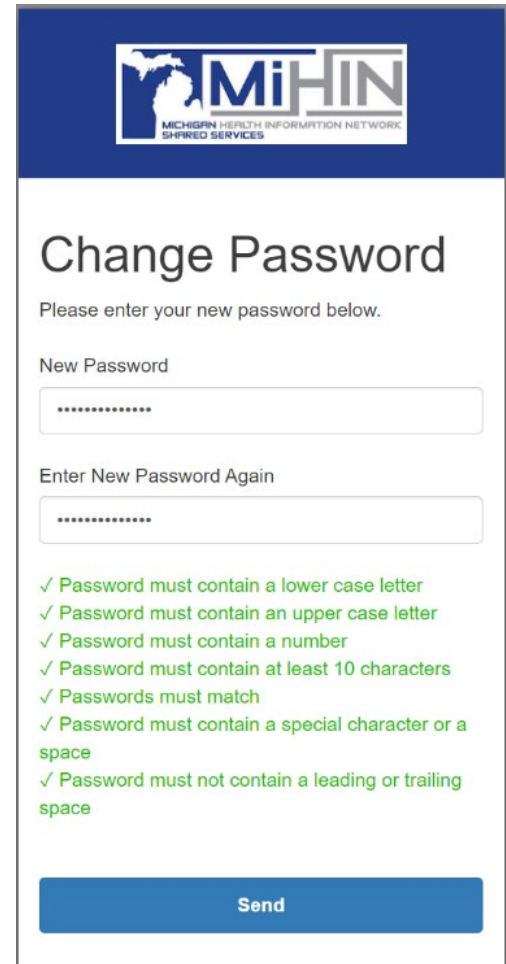 MiHIN
MICHIGAN HEALTH INFORMATION NETWORK
SHARED SERVICES
Change Password
Please enter your new password below.
New Password
••••••••••••••
Enter New Password Again
••••••••••••••
✓ Password must contain a lower case letter
✓ Password must contain an upper case letter
✓ Password must contain a number
✓ Password must contain at least 10 characters
✓ Passwords must match
✓ Password must contain a special character or a
space
✓ Password must not contain a leading or trailing
space
Send